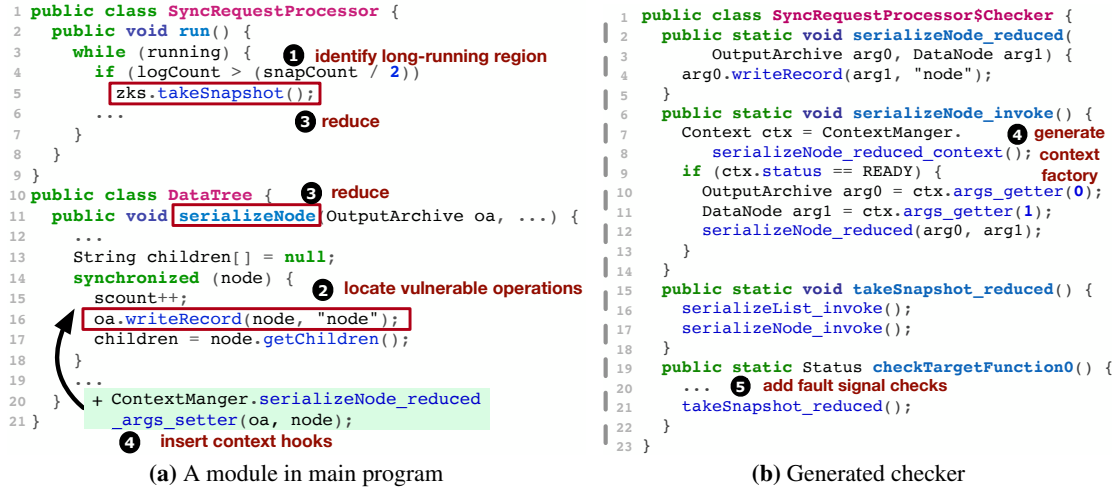 1 public class SyncRequestProcessor {
2 public void run() {
3 while (running) { 1 identify long-running region
4 if (logCount > (snapCount / 2))
5 zks.takeSnapshot();
6 ... 3 reduce
7 }
8 }
9 }
10 public class DataTree { 3 reduce
11 public void serializeNode(OutputArchive oa, ...) {
12 ...
13 String children[] = null;
14 synchronized (node) {
15 scount++; 2 locate vulnerable operations
16 oa.writeRecord(node, "node");
17 children = node.getChildren();
18 }
19 ...
20 } + ContextManger.serializeNode_reduced
21 } _args_setter(oa, node);
4 insert context hooks
(a) A module in main program
1 public class SyncRequestProcessor$Checker {
2 public static void serializeNode_reduced(
3 OutputArchive arg0, DataNode arg1) {
4 arg0.writeRecord(arg1, "node");
5 }
6 public static void serializeNode_invoke() {
7 Context ctx = ContextManger. 4 generate
8 serializeNode_reduced_context(); context
9 if (ctx.status == READY) { factory
10 OutputArchive arg0 = ctx.args_getter(0);
11 DataNode arg1 = ctx.args_getter(1);
12 serializeNode_reduced(arg0, arg1);
13 }
14 }
15 public static void takeSnapshot_reduced() {
16 serializeList_invoke();
17 serializeNode_invoke();
18 }
19 public static Status checkTargetFunction0() {
20 ... 5 add fault signal checks
21 takeSnapshot_reduced();
22 }
23 }
(b) Generated checker